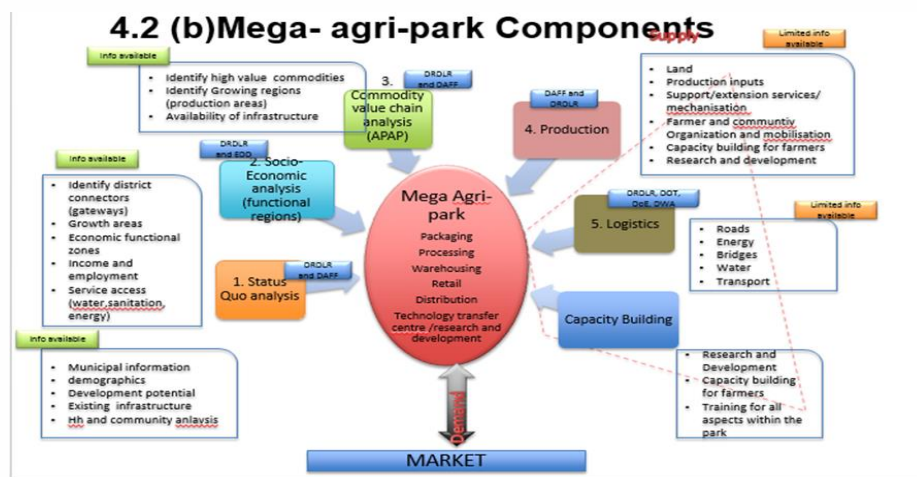 4.2 (b)Mega- agri-park Components
Supply
Limited info
available
Info available
• Identify high value commodities
• Identify Growing regions
(production areas)
• Availability of infrastructure
3.
Commodity
value chain
analysis
(APAP)
DRDLR
and DAFF
DAFF and
DRDLR
4. Production
• Land
• Production inputs
• Support/extension services/
mechanisation
• Farmer and communtiv
Organization and mobilisation
• Capacity building for farmers
• Research and development
Info available
• Identify district
connectors
(gateways)
• Growth areas
• Economic functional
zones
• Income and
employment
• Service access
(water,sanitation,
energy)
DRDLR
and EDD
2. Socio-
Economic
analysis
(functional
regions)
Mega Agri-
park
Packaging
Processing
Warehousing
Retail
Distribution
Technology transfer
centre /research and
development
DRDLR, DOT,
DoE, DWA
5. Logistics
Limited info
available
• Roads
• Energy
• Bridges
• Water
• Transport
DRDLR
and DAFF
1. Status
Quo analysis
Capacity Building
Info available
• Municipal information
• demographics
• Development potential
• Existing infrastructure
• Hh and community anlaysis
• Research and
Development
• Capacity building
for farmers
• Training for all
aspects within the
park
Demand
MARKET